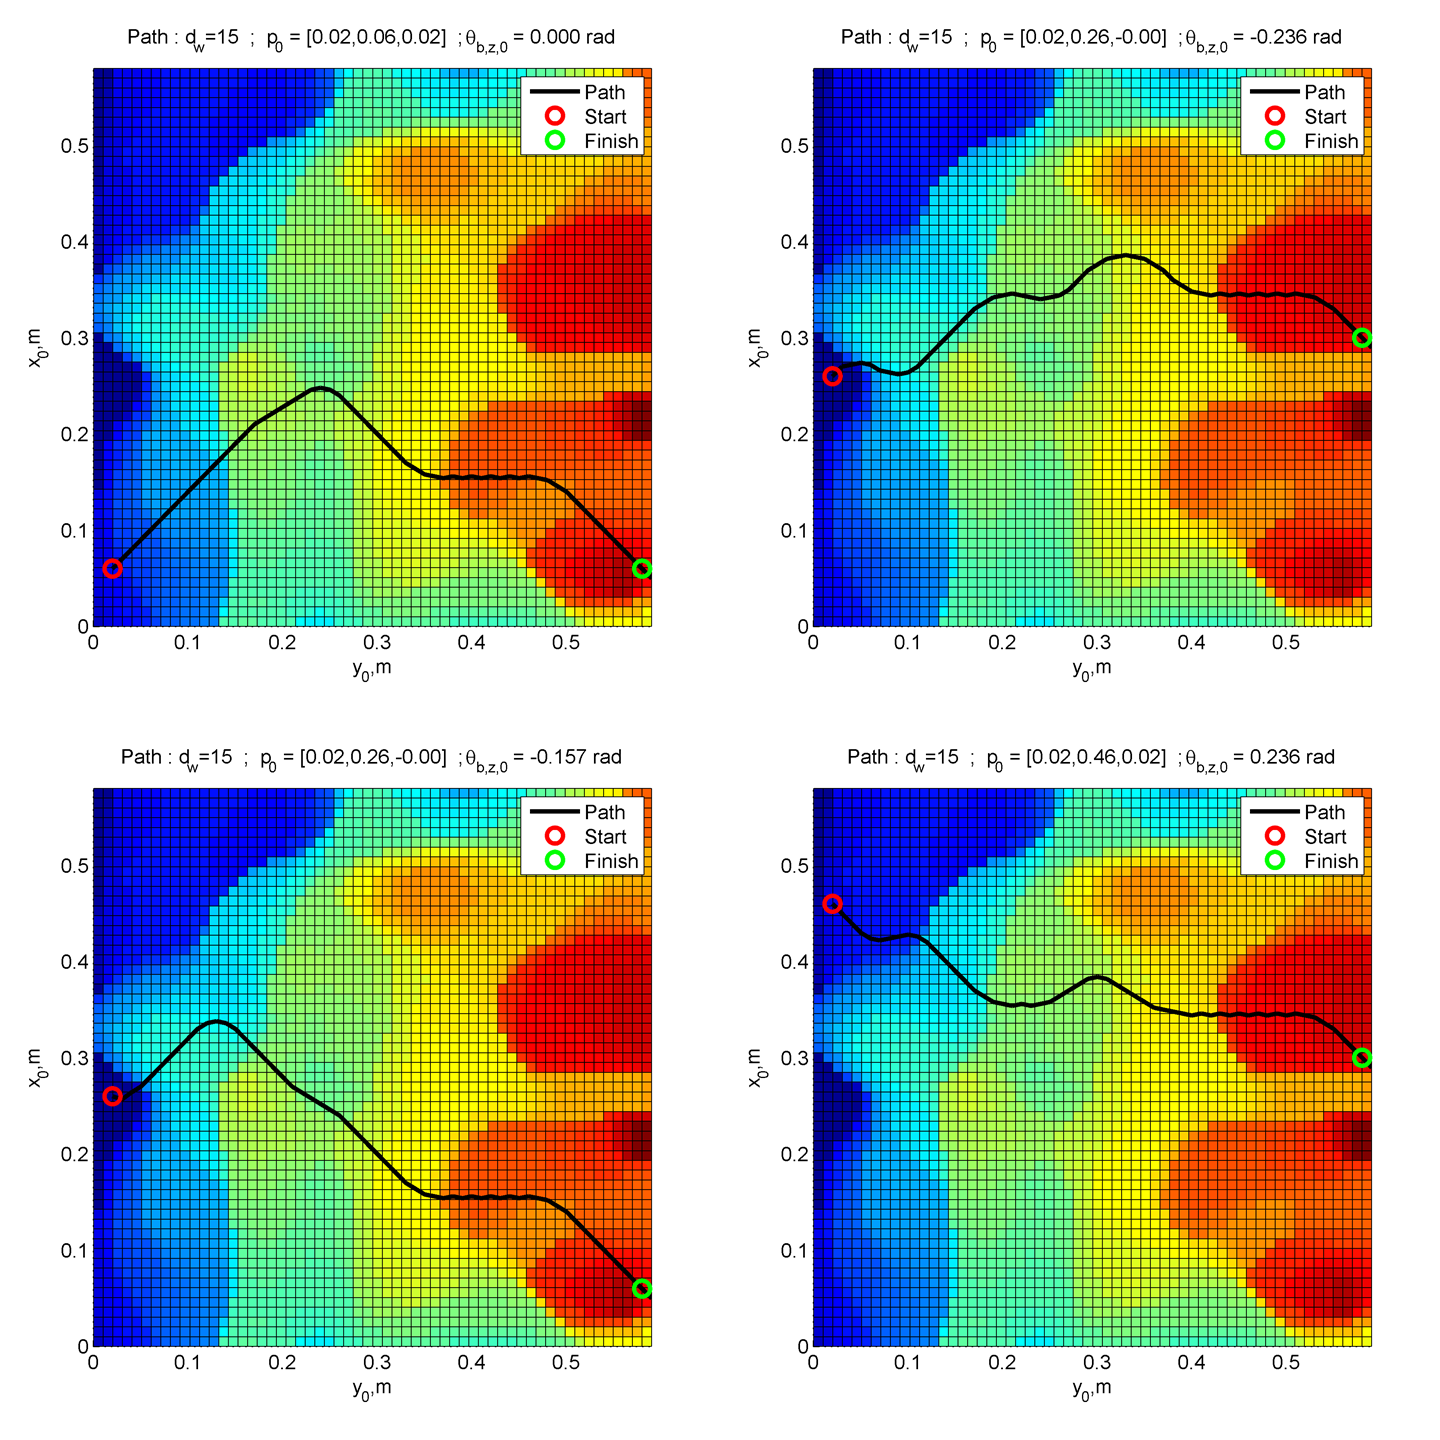 Path : d_w=15 ; p_0 = [0.02,0.06,0.02] ;θ_b,z,0 = 0.000 rad
Path
Start
Finish
0.5
0.4
0.3
0.2
0.1
0
x_0,m
0 0.1 0.2 0.3 0.4 0.5
y_0,m
Path : d_w=15 ; p_0 = [0.02,0.26,-0.00] ;θ_b,z,0 = -0.236 rad
Path
Start
Finish
0.5
0.4
0.3
0.2
0.1
0
x_0,m
0 0.1 0.2 0.3 0.4 0.5
y_0,m
Path : d_w=15 ; p_0 = [0.02,0.26,-0.00] ;θ_b,z,0 = -0.157 rad
Path
Start
Finish
0.5
0.4
0.3
0.2
0.1
0
x_0,m
0 0.1 0.2 0.3 0.4 0.5
y_0,m
Path : d_w=15 ; p_0 = [0.02,0.46,0.02] ;θ_b,z,0 = 0.236 rad
Path
Start
Finish
0.5
0.4
0.3
0.2
0.1
0
x_0,m
0 0.1 0.2 0.3 0.4 0.5
y_0,m